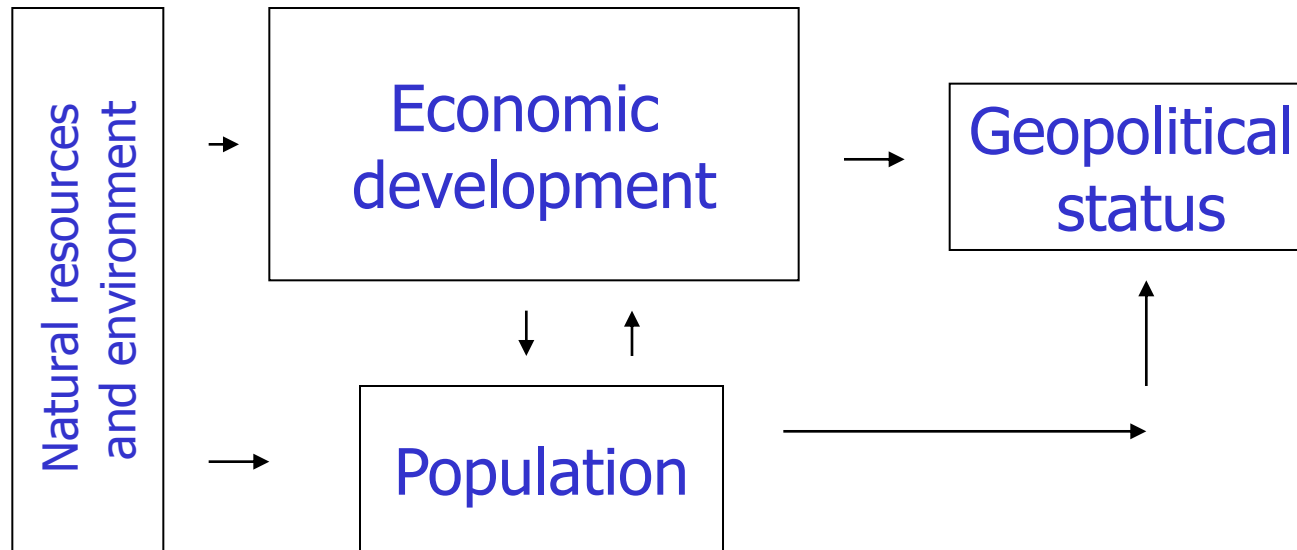 Natural resources
and environment
Economic
development
Geopolitical
status
Population